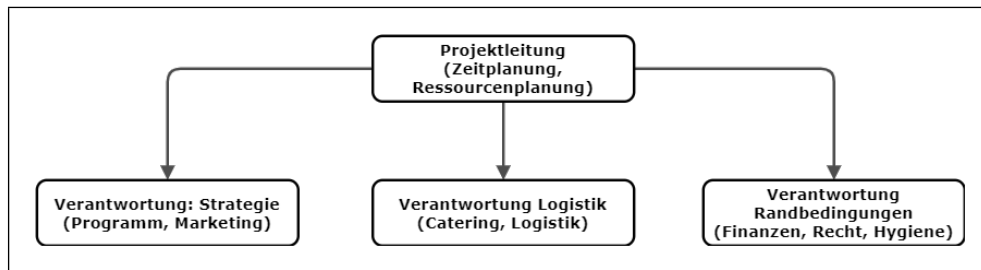 Projektleitung
(Zeitplanung,
Ressourcenplanung)
Verantwortung: Strategie
(Programm, Marketing)
Verantwortung Logistik
(Catering, Logistik)
Verantwortung
Randbedingungen
(Finanzen, Recht, Hygiene)